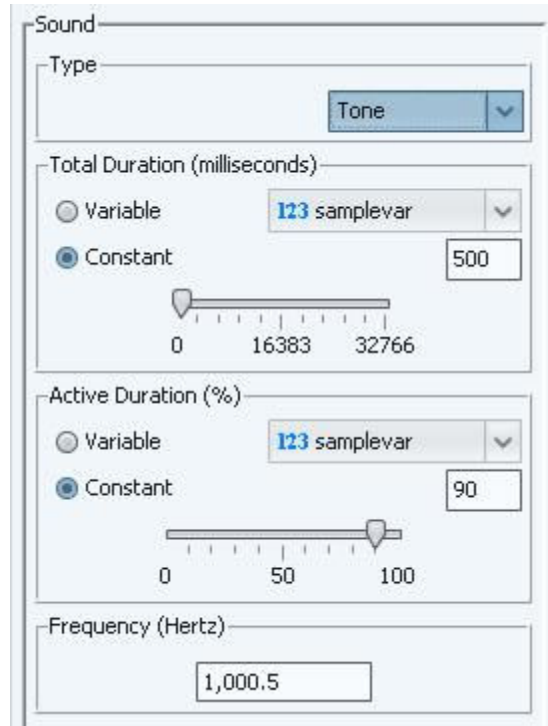 Sound
Type
Tone
Total Duration (milliseconds)
Variable 123 samplevar
Constant 500
0 16383 32766
Active Duration (%)
Variable 123 samplevar
Constant 90
0 50 100
Frequency (Hertz)
1,000.5